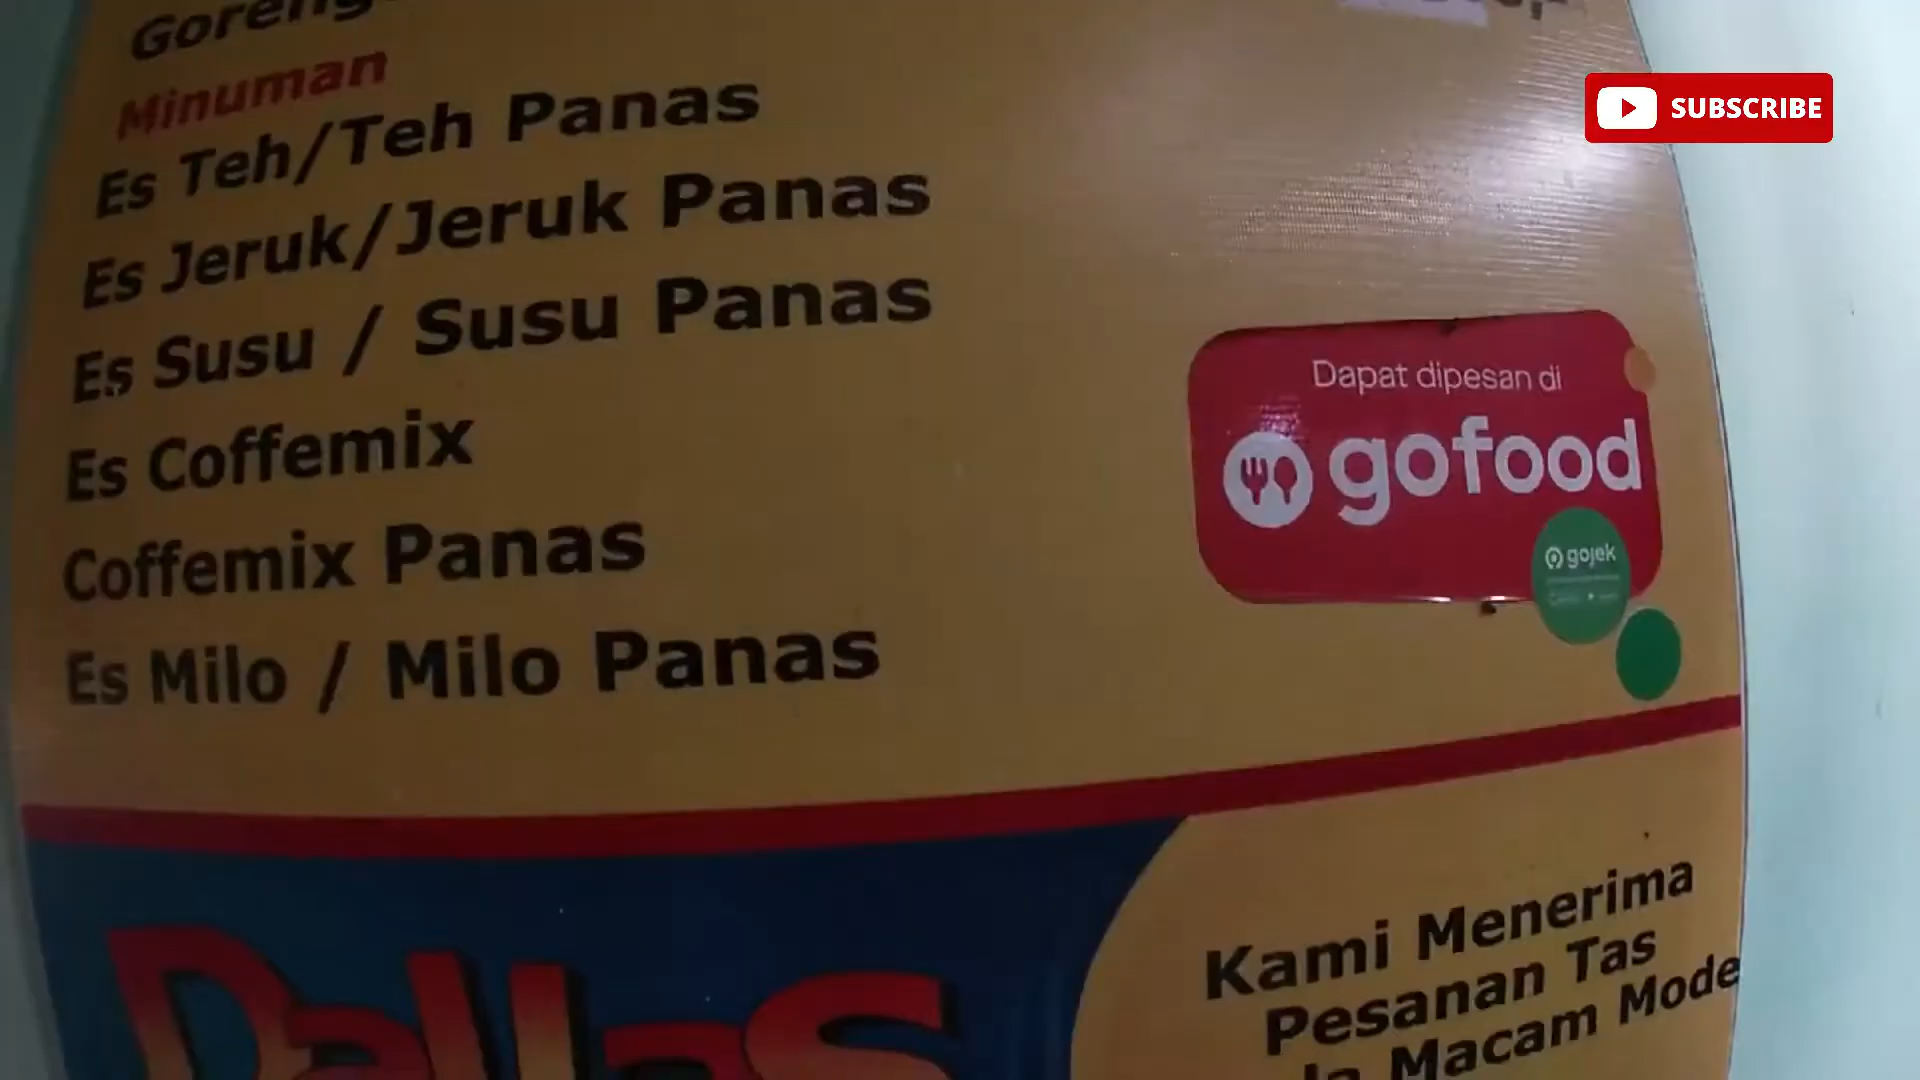 Minuman
Es Teh/Teh Panas
Es Jeruk/Jeruk Panas
Es Susu / Susu Panas
Es Coffemix
Coffemix Panas
Es Milo / Milo Panas
SUBSCRIBE
Dapat dipesan di
gofood
gojek
Dallas
Kami Menerima
Pesanan Tas
Macam Mode